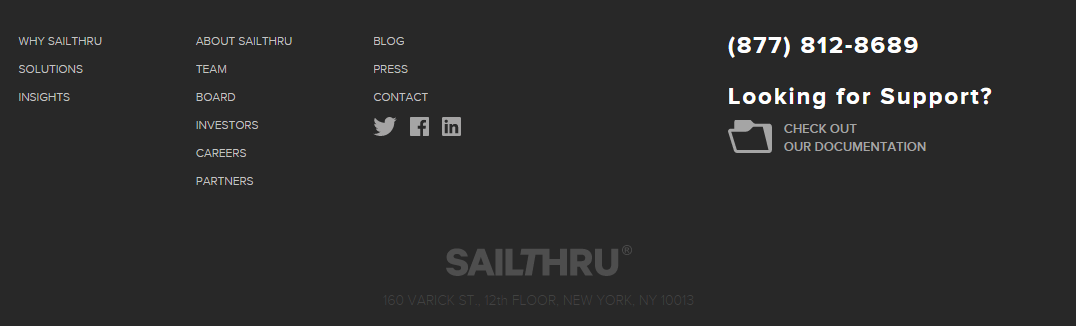 WHY SAILTHRU
SOLUTIONS
INSIGHTS
ABOUT SAILTHRU
TEAM
BOARD
INVESTORS
CAREERS
PARTNERS
BLOG
PRESS
CONTACT
(877) 812-8689
Looking for Support?
CHECK OUT
OUR DOCUMENTATION
SAILTHRU®
160 VARICK ST., 12th FLOOR, NEW YORK, NY 10013